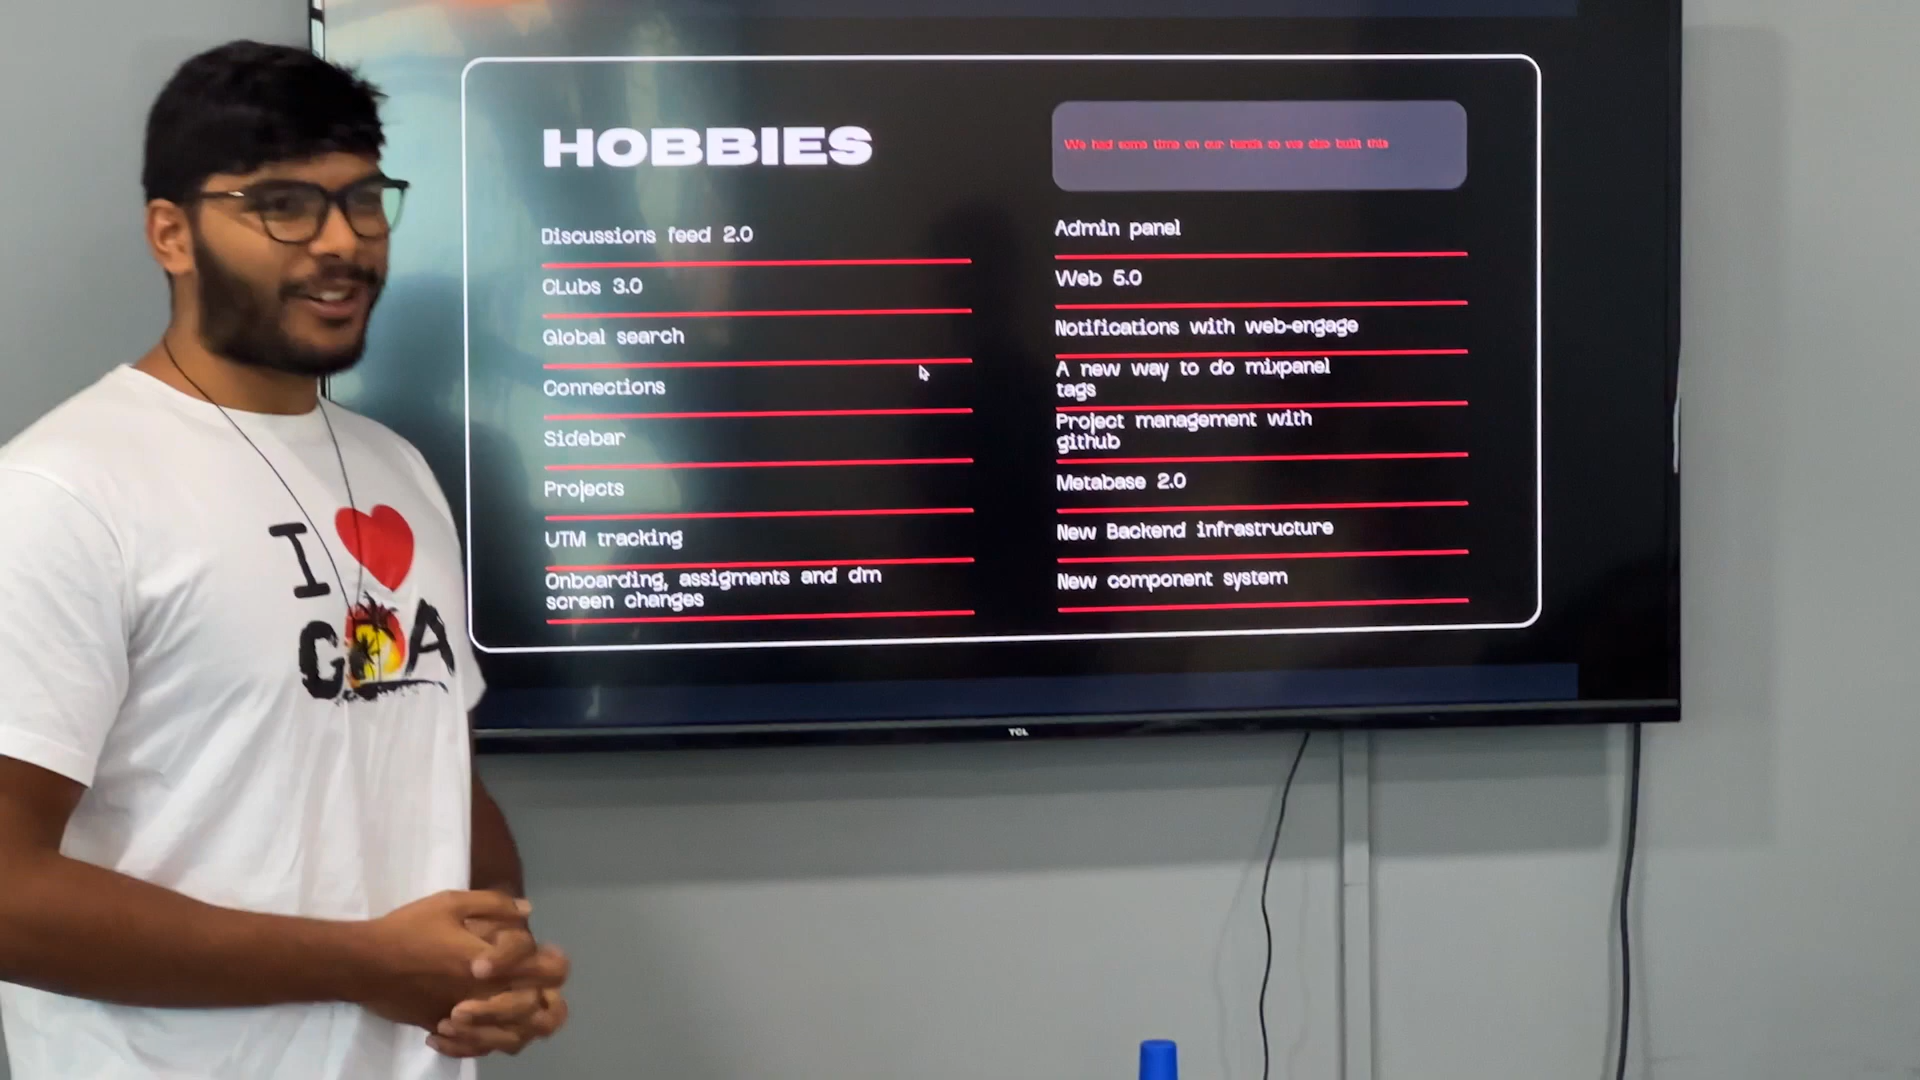 HOBBIES
We had some time on our hands so we also built this
Discussions feed 2.0
CLubs 3.0
Global search
Connections
Sidebar
Projects
UTM tracking
Onboarding, assigments and dm
screen changes
Admin panel
Web 5.0
Notifications with web-engage
A new way to do mixpanel
tags
Project management with
github
Metabase 2.0
New Backend infrastructure
New component system
TCL
I
GOA